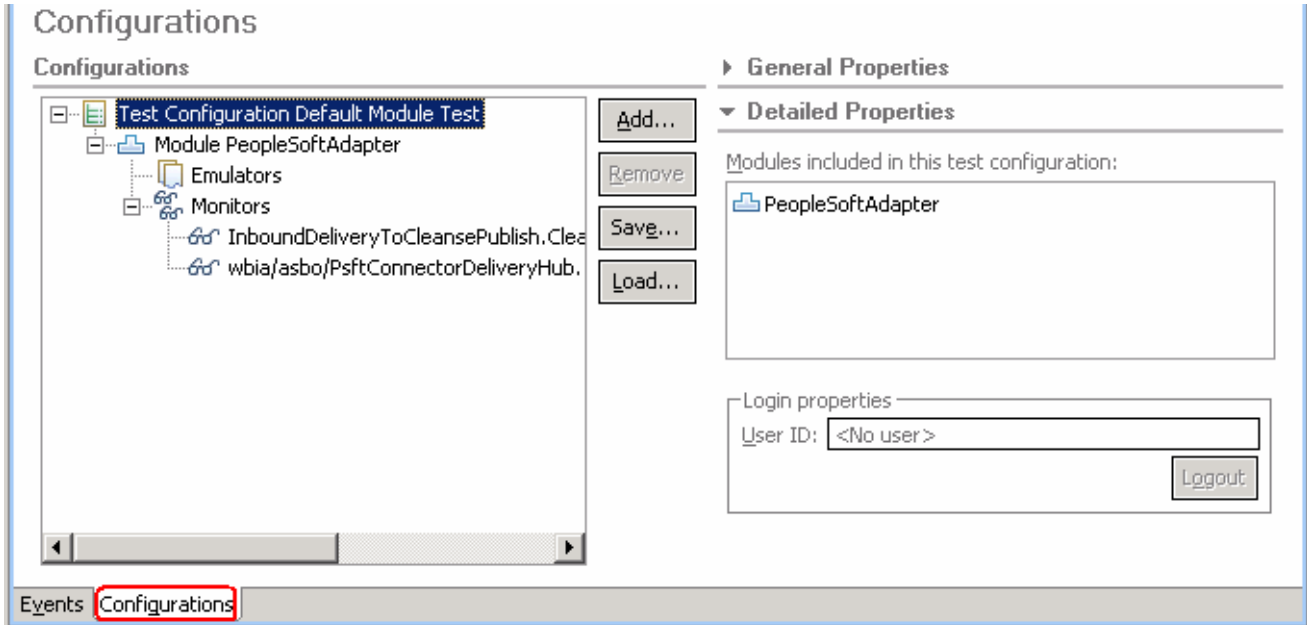 Configurations
Configurations
Test Configuration Default Module Test
Module PeopleSoftAdapter
Emulators
Monitors
InboundDeliveryToCleansePublish.Clea
wbia/asbo/PsftConnectorDeliveryHub.
Add...
Remove
Save...
Load...
General Properties
Detailed Properties
Modules included in this test configuration:
PeopleSoftAdapter
Login properties
User ID: <No user>
Logout
Events Configurations